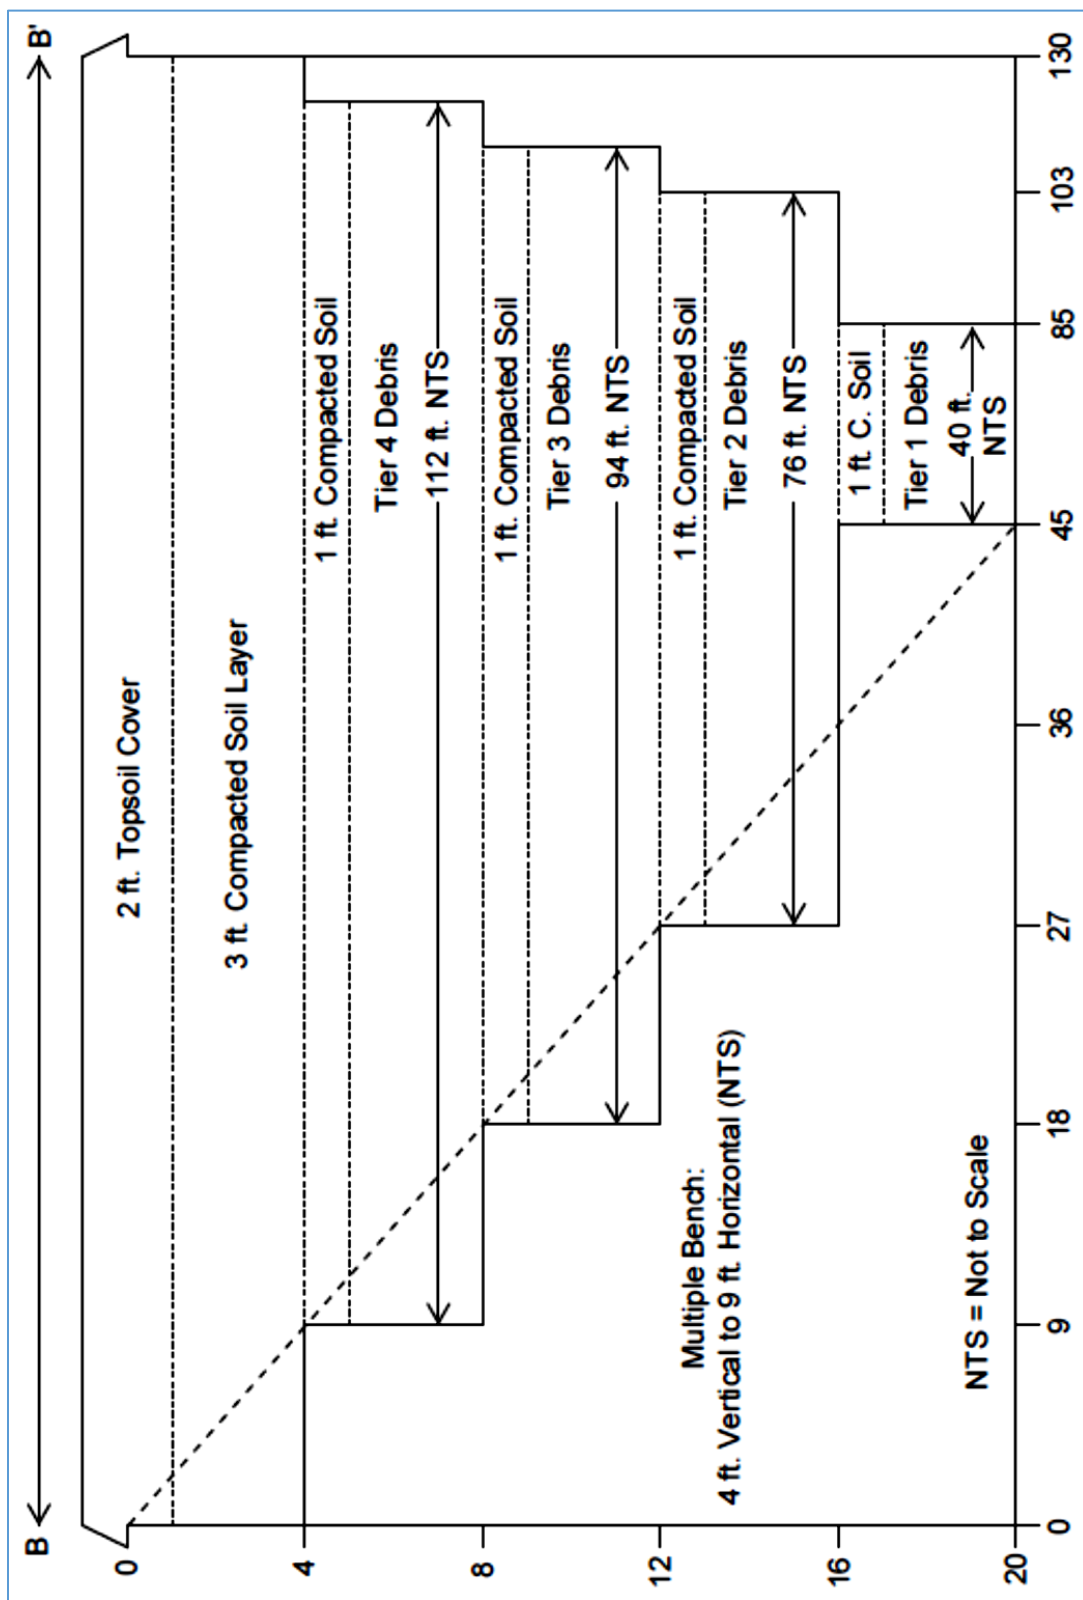 B
B'
2 ft. Topsoil Cover
3 ft. Compacted Soil Layer
1 ft. Compacted Soil
Tier 4 Debris
112 ft. NTS
1 ft. Compacted Soil
Tier 3 Debris
94 ft. NTS
1 ft. Compacted Soil
Tier 2 Debris
76 ft. NTS
1 ft. C. Soil
Tier 1 Debris
40 ft.
NTS
Multiple Bench:
4 ft. Vertical to 9 ft. Horizontal (NTS)
NTS = Not to Scale
0
4
8
12
16
20
0
9
18
27
36
45
85
103
130